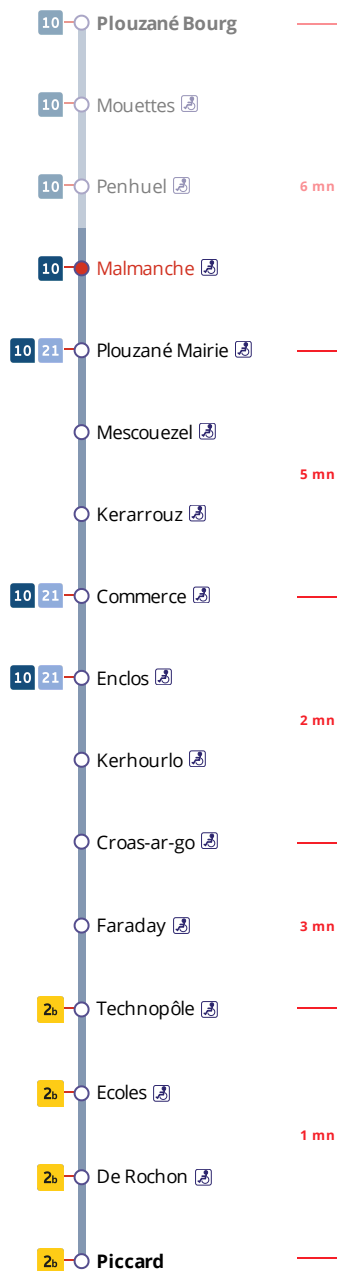 10 Plouzané Bourg
10 Mouettes
10 Penhuel 6 mn
10 Malmanche
10 21 Plouzané Mairie
Mescouezel
5 mn
Kerarrouz
10 21 Commerce
10 21 Enclos
2 mn
Kerhourlo
Croas-ar-go
Faraday 3 mn
2b Technopôle
2b Ecoles
1 mn
2b De Rochon
2b Piccard